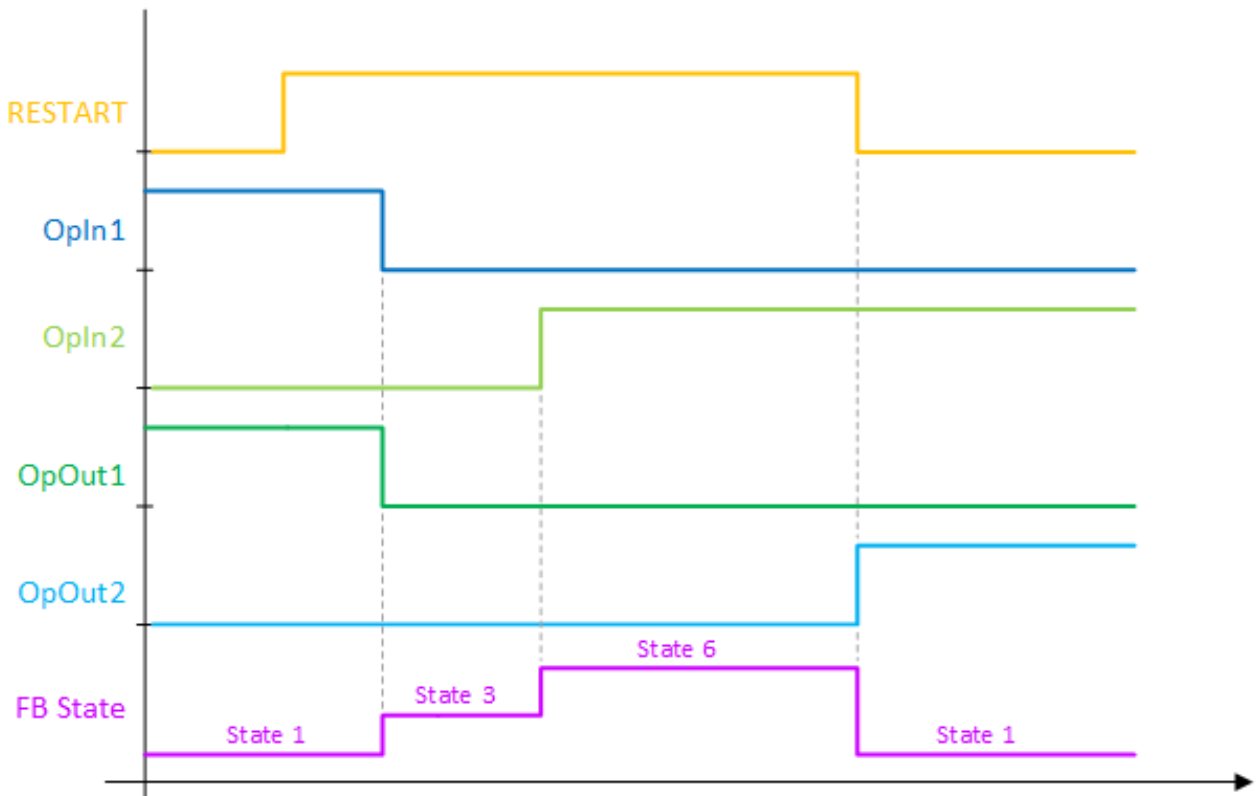 RESTART
OpIn1
OpIn2
OpOut1
OpOut2
State 6
State 3
FB State
State 1
State 1